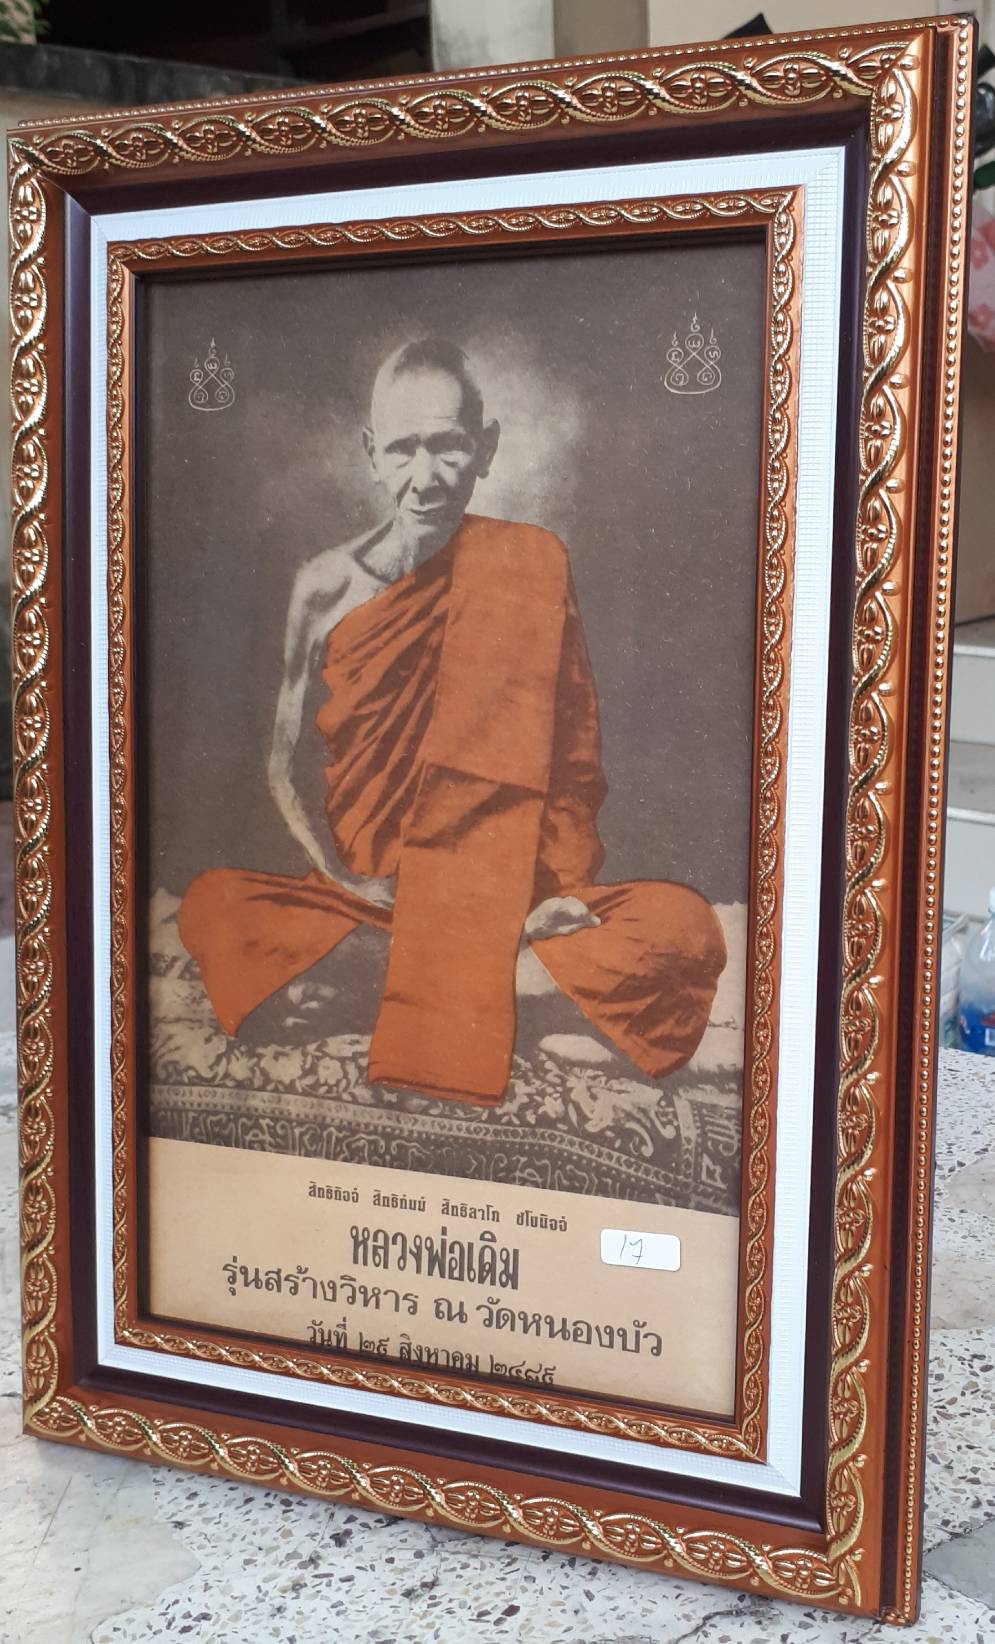 สิทธิกิจจํ สิทธิกัมมํ สิทธิลาโภ ชโยนิจจํ
หลวงพ่อเดิม
17
รุ่นสร้างวิหาร ณ วัดหนองบัว
วันที่ ๒๕ สิงหาคม ๒๔๘๕